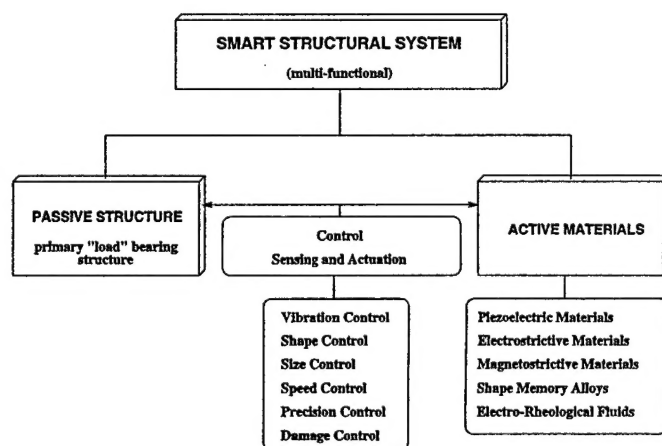 SMART STRUCTURAL SYSTEM
(multi-functional)
PASSIVE STRUCTURE
primary "load" bearing
structure
Control
Sensing and Actuation
ACTIVE MATERIALS
Vibration Control
Shape Control
Size Control
Speed Control
Precision Control
Damage Control
Piezoelectric Materials
Electrostrictive Materials
Magnetostrictive Materials
Shape Memory Alloys
Electro-Rheological Fluids